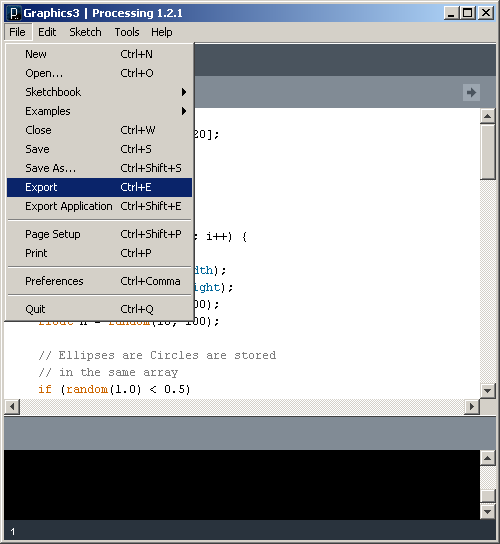 Graphics3 | Processing 1.2.1
File Edit Sketch Tools Help
New Ctrl+N
Open... Ctrl+O
Sketchbook
Examples
Close Ctrl+W
Save Ctrl+S
Save As... Ctrl+Shift+S
Export Ctrl+E
Export Application Ctrl+Shift+E
Page Setup Ctrl+Shift+P
Print Ctrl+P
Preferences Ctrl+Comma
Quit Ctrl+Q
20];
; i++) {
dth);
ight);
00);
100);
// Ellipses are Circles are stored
// in the same array
if (random(1.0) < 0.5)
1